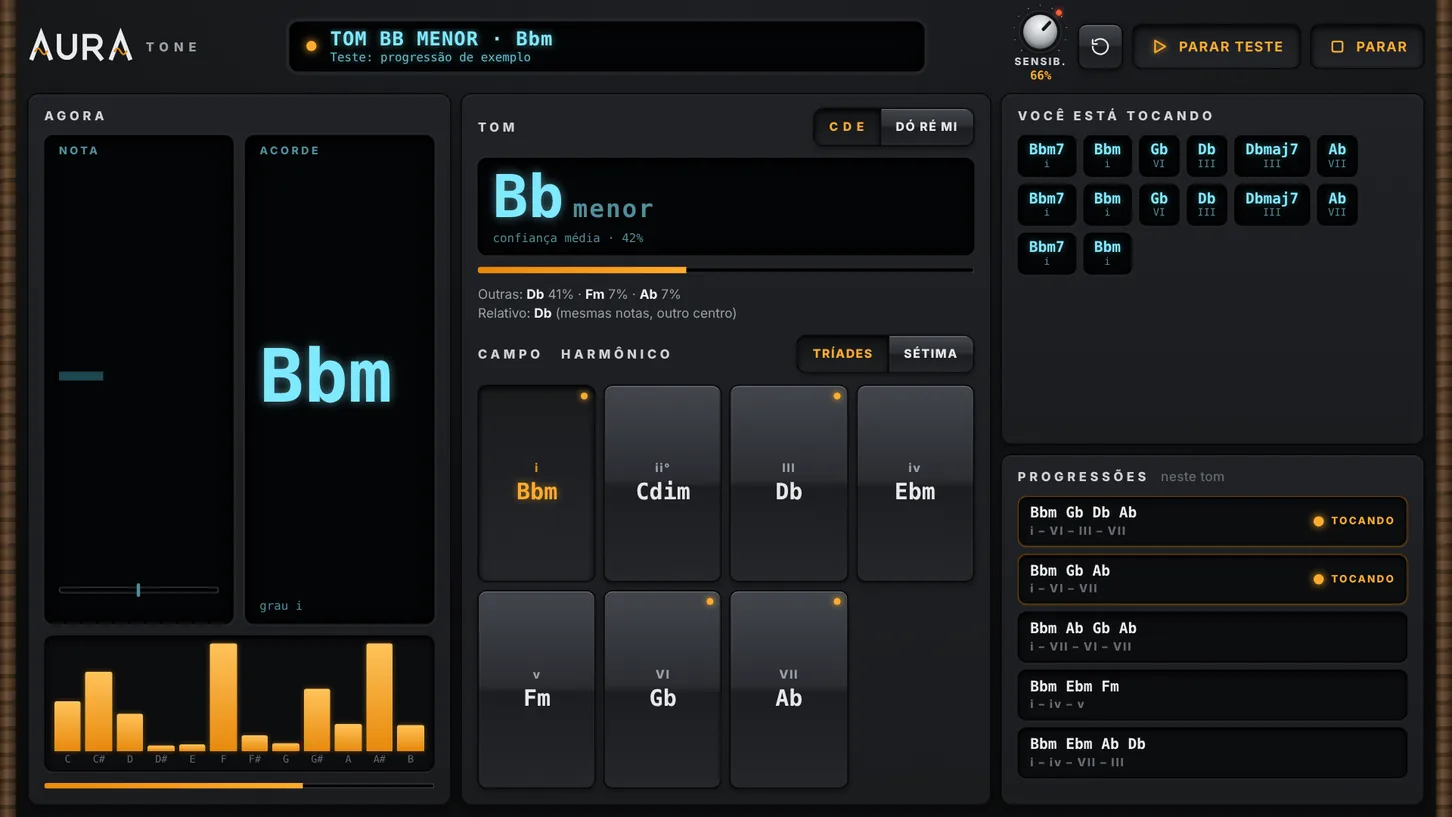 AURA TONE
TOM BB MENOR · Bbm
Teste: progressão de exemplo
SENSIB.
66%
PARAR TESTE
PARAR
AGORA
NOTA
ACORDE
Bbm
grau i
C C# D D# E F F# G G# A A# B
TOM
C D E
DÓ RÉ MI
Bb menor
confiança média · 42%
Outras: Db 41% · Fm 7% · Ab 7%
Relativo: Db (mesmas notas, outro centro)
CAMPO HARMÔNICO
TRÍADES
SÉTIMA
i
Bbm
ii°
Cdim
III
Db
iv
Ebm
v
Fm
VI
Gb
VII
Ab
VOCÊ ESTÁ TOCANDO
Bbm7 Bbm Gb Db Dbmaj7 Ab
i i VI III III VII
Bbm7 Bbm Gb Db Dbmaj7 Ab
i i VI III III VII
Bbm7 Bbm
i i
PROGRESSÕES neste tom
Bbm Gb Db Ab
i – VI – III – VII
TOCANDO
Bbm Gb Ab
i – VI – VII
TOCANDO
Bbm Ab Gb Ab
i – VII – VI – VII
Bbm Ebm Fm
i – iv – v
Bbm Ebm Ab Db
i – iv – VII – III